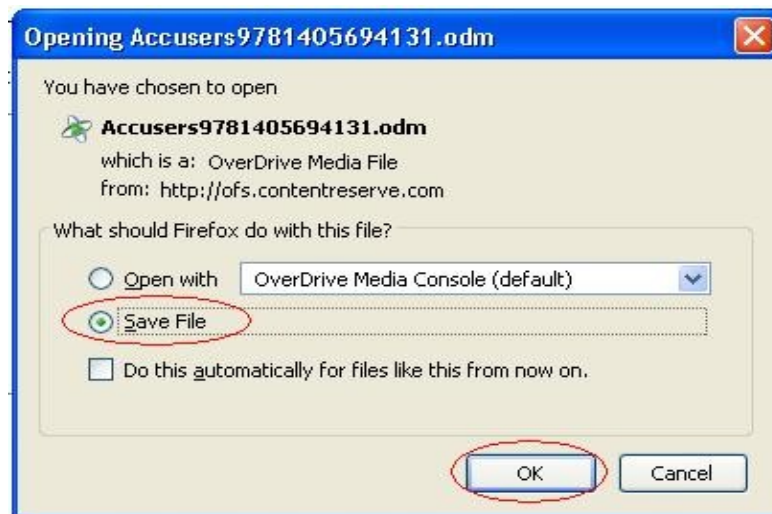 Opening Accusers9781405694131.odm
You have chosen to open
Accusers9781405694131.odm
which is a: OverDrive Media File
from: http://ofs.contentreserve.com
What should Firefox do with this file?
Open with OverDrive Media Console (default)
Save File
Do this automatically for files like this from now on.
OK Cancel